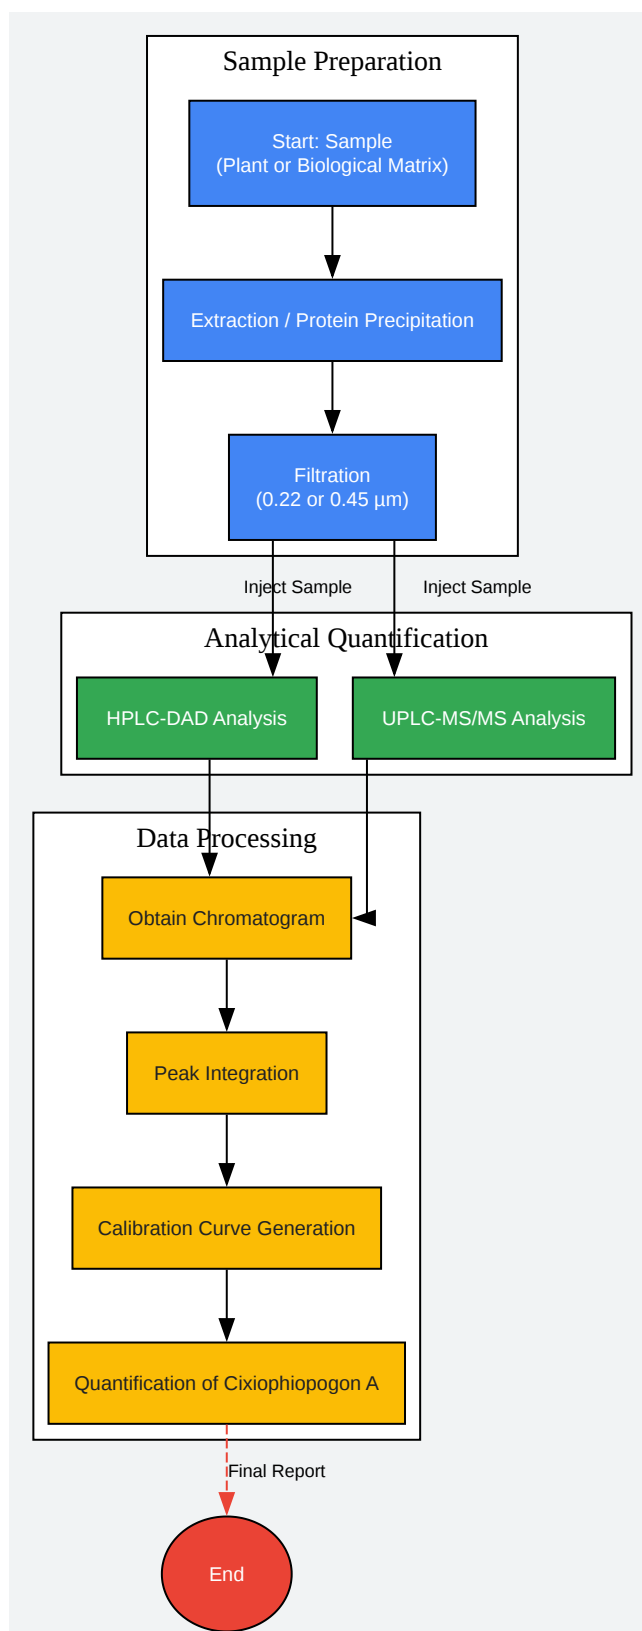 Sample Preparation
Start: Sample
(Plant or Biological Matrix)
Extraction / Protein Precipitation
Filtration
(0.22 or 0.45 µm)
Inject Sample
Inject Sample
Analytical Quantification
HPLC-DAD Analysis
UPLC-MS/MS Analysis
Data Processing
Obtain Chromatogram
Peak Integration
Calibration Curve Generation
Quantification of Cixiophiopogon A
Final Report
End